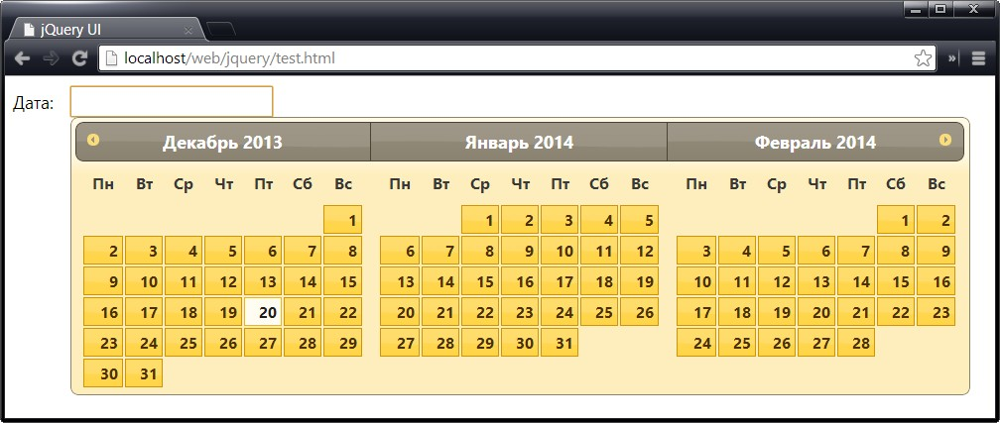 jQuery UI
localhost/web/jquery/test.html
Дата:
Декабрь 2013 Январь 2014 Февраль 2014
Пн Вт Ср Чт Пт Сб Вс Пн Вт Ср Чт Пт Сб Вс Пн Вт Ср Чт Пт Сб Вс
1 1 2 3 4 5 1 2
2 3 4 5 6 7 8 6 7 8 9 10 11 12 3 4 5 6 7 8 9
9 10 11 12 13 14 15 13 14 15 16 17 18 19 10 11 12 13 14 15 16
16 17 18 19 20 21 22 20 21 22 23 24 25 26 17 18 19 20 21 22 23
23 24 25 26 27 28 29 27 28 29 30 31 24 25 26 27 28
30 31